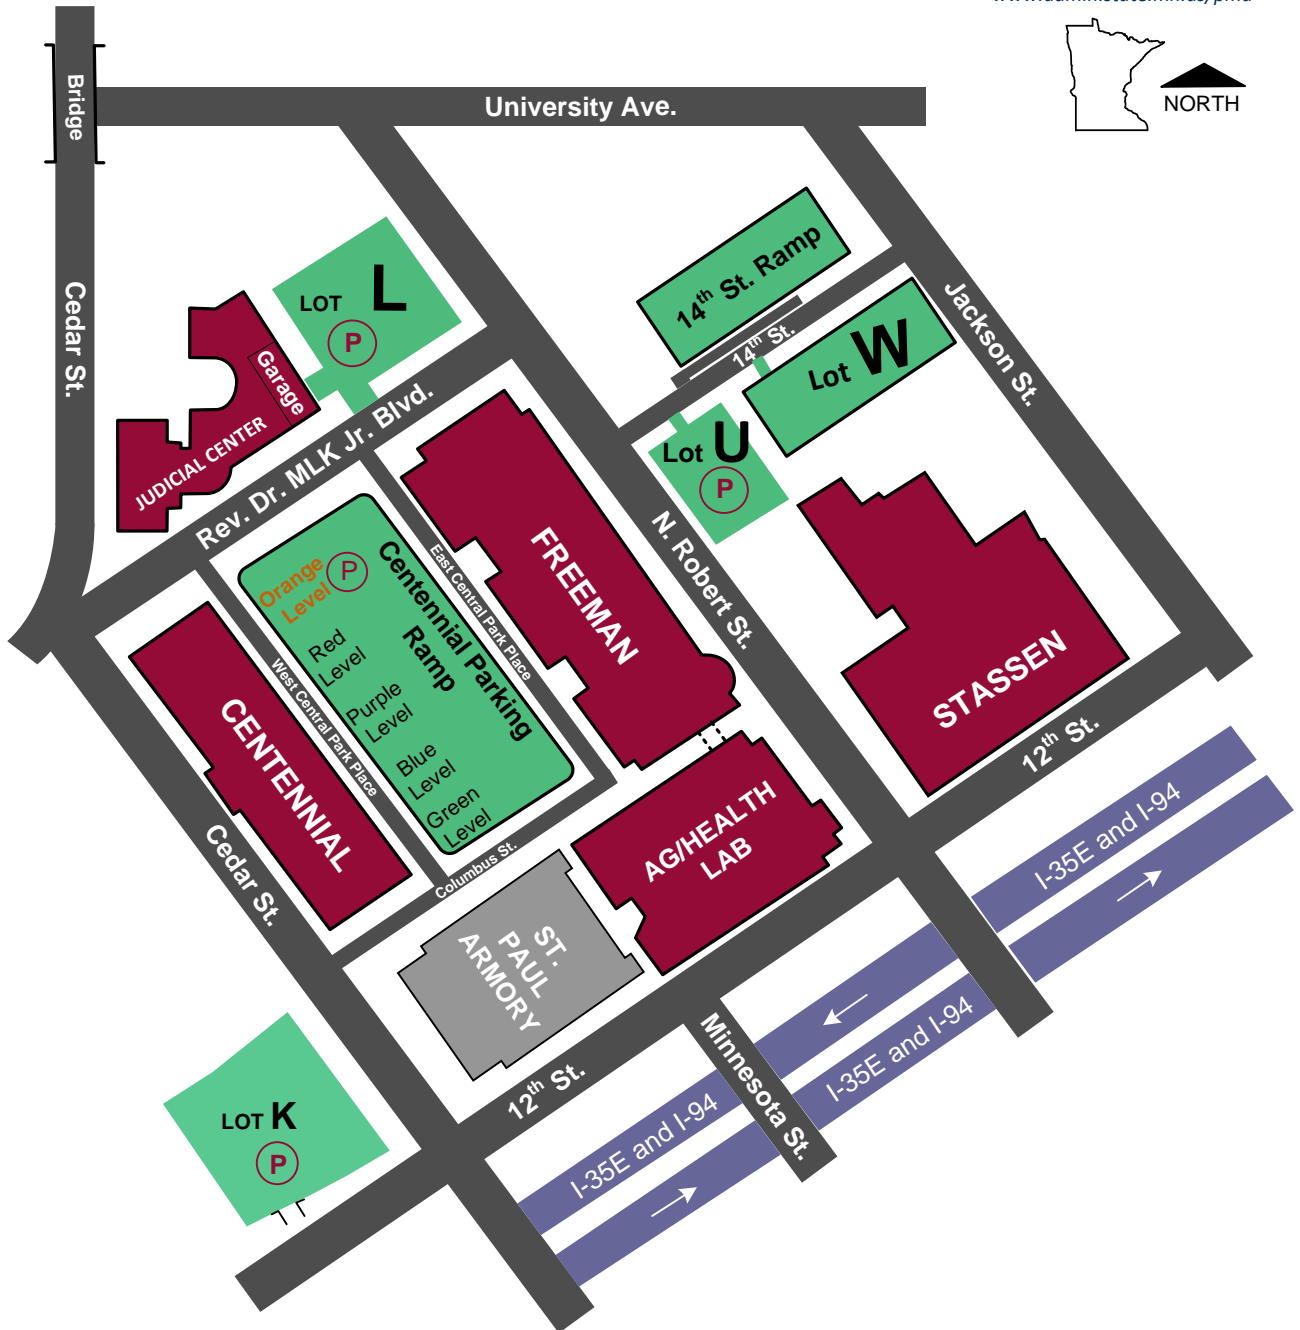 NORTH
Bridge
University Ave.
Cedar St.
LOT L
P
14th St. Ramp
14th St.
Lot W
Jackson St.
Garage
JUDICIAL CENTER
Rev. Dr. MLK Jr. Blvd.
Lot U
P
N. Robert St.
FREEMAN
East Central Park Place
Centennial Parking
Ramp
Orange
Level
P
Red
Level
Purple
Level
Blue
Level
Green
Level
West Central Park Place
CENTENNIAL
STASSEN
12th St.
I-35E and I-94
AG/HEALTH
LAB
Columbus St.
ST.
PAUL
ARMORY
Cedar St.
LOT K
P
12th St.
Minnesota St.
I-35E and I-94
I-35E and I-94